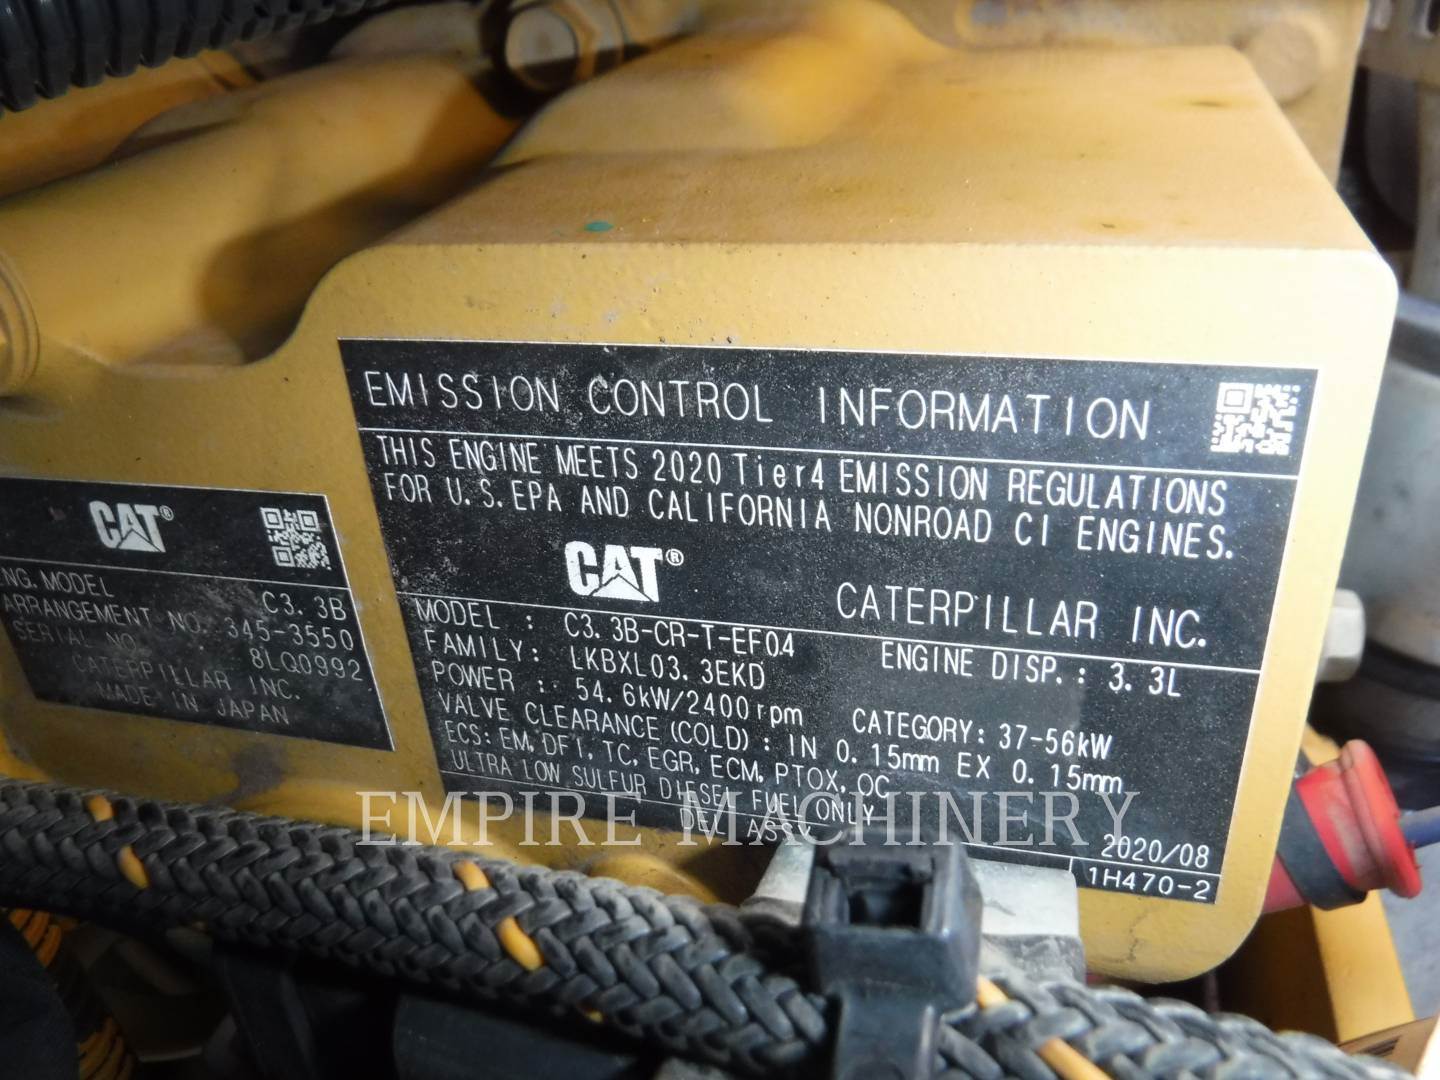 EMISSION CONTROL INFORMATION
THIS ENGINE MEETS 2020 Tier4 EMISSION REGULATIONS
FOR U.S.EPA AND CALIFORNIA NONROAD CI ENGINES.
CAT®
CATERPILLAR INC.
MODEL : C3.3B-CR-T-EF04
ENGINE DISP.: 3.3L
FAMILY: LKBXL03.3EKD
POWER : 54.6kW/2400rpm
CATEGORY: 37-56kW
VALVE CLEARANCE(COLD): IN 0.15mm EX 0.15mm
ECS: EM,DFI,TC,EGR,ECM,PTOX,OC
ULTRA LOW SULFUR DIESEL FUEL ONLY
DEL ASSY
2020/08
1H470-2
CAT®
ENG.MODEL C3.3B
ARRANGEMENT NO. 345-3550
SERIAL NO. 8LQ0992
CATERPILLAR INC.
MADE IN JAPAN
EMPIRE MACHINERY